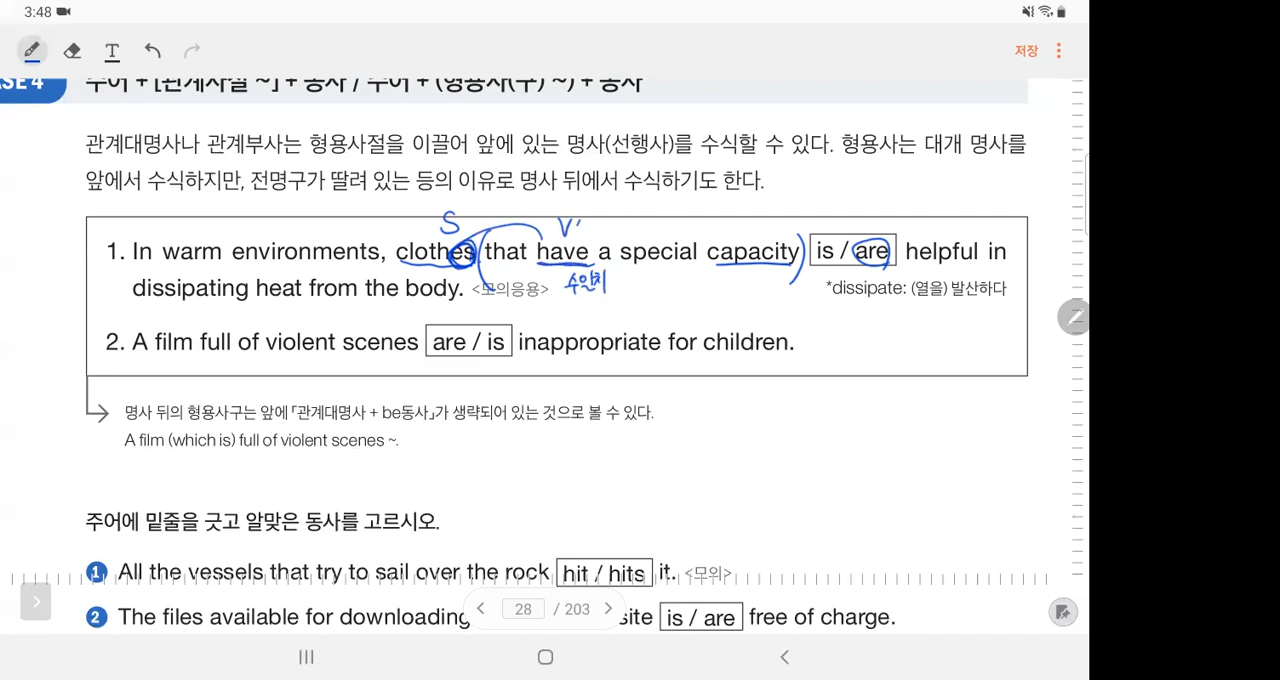 3:48
저장
SE 4 주어 + [관계사절 ~] + 동사 / 주어 + (형용사(구) ~) + 동사
관계대명사나 관계부사는 형용사절을 이끌어 앞에 있는 명사(선행사)를 수식할 수 있다. 형용사는 대개 명사를
앞에서 수식하지만, 전명구가 딸려 있는 등의 이유로 명사 뒤에서 수식하기도 한다.
S V'
1. In warm environments, clothes (that have a special capacity) is / are helpful in
수일치
dissipating heat from the body. <모의응용> *dissipate: (열을) 발산하다
2. A film full of violent scenes are / is inappropriate for children.
명사 뒤의 형용사구는 앞에 「관계대명사 + be동사」가 생략되어 있는 것으로 볼 수 있다.
A film (which is) full of violent scenes ~.
주어에 밑줄을 긋고 알맞은 동사를 고르시오.
1 All the vessels that try to sail over the rock hit / hits it. <모위>
2 The files available for downloading site is / are free of charge.
28 / 203